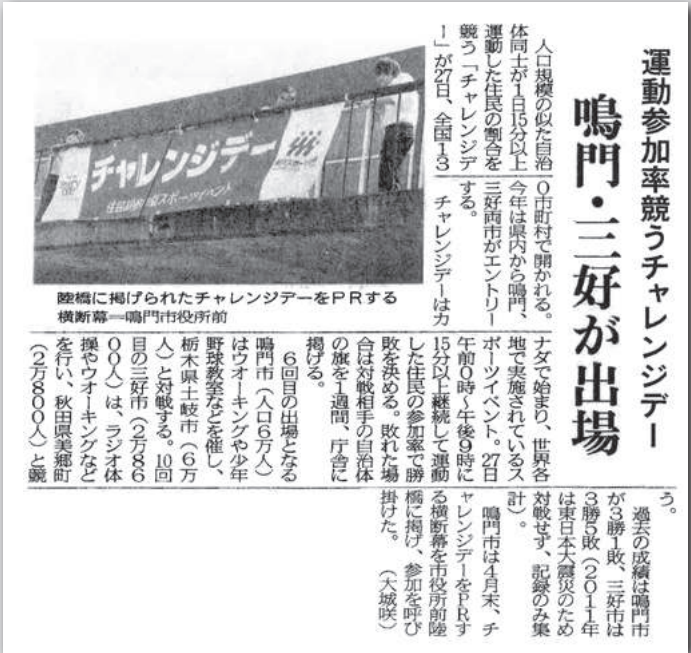 運動参加率競うチャレンジデー
鳴門・三好が出場
人口規模の似た自治
体同士が1日15分以上
運動した住民の割合を
競う「チャレンジデ
ー」が27日、全国13
0市町村で開かれる。
今年は県内から鳴門、
三好両市がエントリー
する。
チャレンジデーはカ
ナダで始まり、世界各
地で実施されているス
ポーツイベント。27日
午前0時〜午後9時に
15分以上継続して運動
した住民の参加率で勝
敗を決める。敗れた場
合は対戦相手の自治体
の旗を1週間、庁舎に
掲げる。
6回目の出場となる
鳴門市(人口6万人)
はウオーキングや少年
野球教室などを催し、
栃木県土岐市(6万
人)と対戦する。10回
目の三好市(2万86
00人)は、ラジオ体
操やウオーキングなど
を行い、秋田県美郷町
(2万800人)と競
う。
過去の成績は鳴門市
が3勝1敗、三好市は
3勝5敗(2011年
は東日本大震災のため
対戦せず、記録のみ集
計)。
鳴門市は4月末、チ
ャレンジデーをPRす
る横断幕を市役所前陸
橋に掲げ、参加を呼び
掛けた。(大城咲)
チャレンジデー
陸橋に掲げられたチャレンジデーをPRする
横断幕=鳴門市役所前